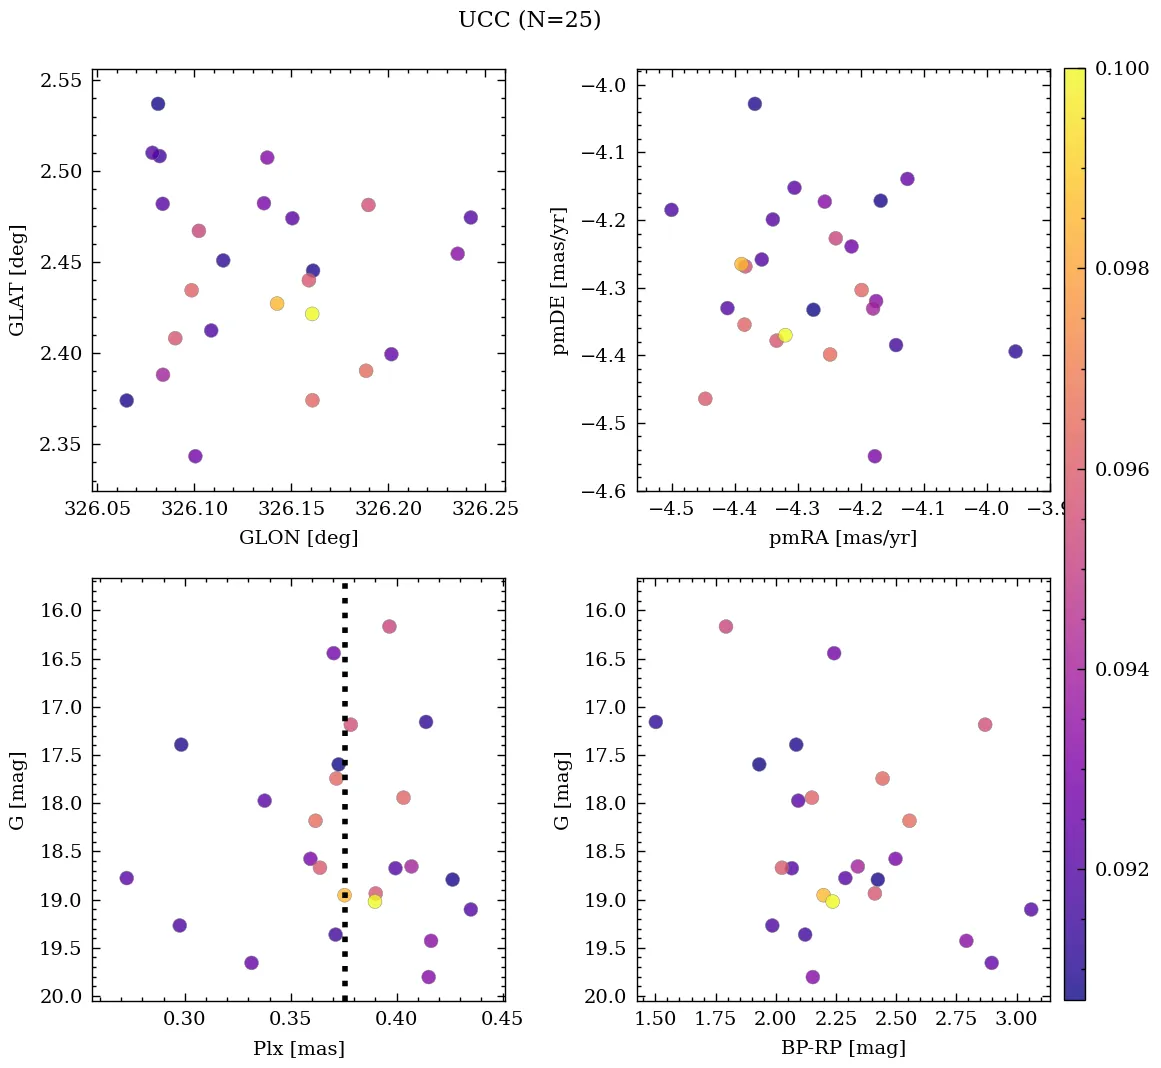 UCC (N=25)
2.55
2.50
2.45
2.40
2.35
GLAT [deg]
326.05 326.10 326.15 326.20 326.25
GLON [deg]
−4.0
−4.1
−4.2
−4.3
−4.4
−4.5
−4.6
pmDE [mas/yr]
−4.5 −4.4 −4.3 −4.2 −4.1 −4.0 −3.9
pmRA [mas/yr]
0.100
0.098
0.096
0.094
0.092
16.0
16.5
17.0
17.5
18.0
18.5
19.0
19.5
20.0
G [mag]
0.30 0.35 0.40 0.45
Plx [mas]
16.0
16.5
17.0
17.5
18.0
18.5
19.0
19.5
20.0
G [mag]
1.50 1.75 2.00 2.25 2.50 2.75 3.00
BP-RP [mag]